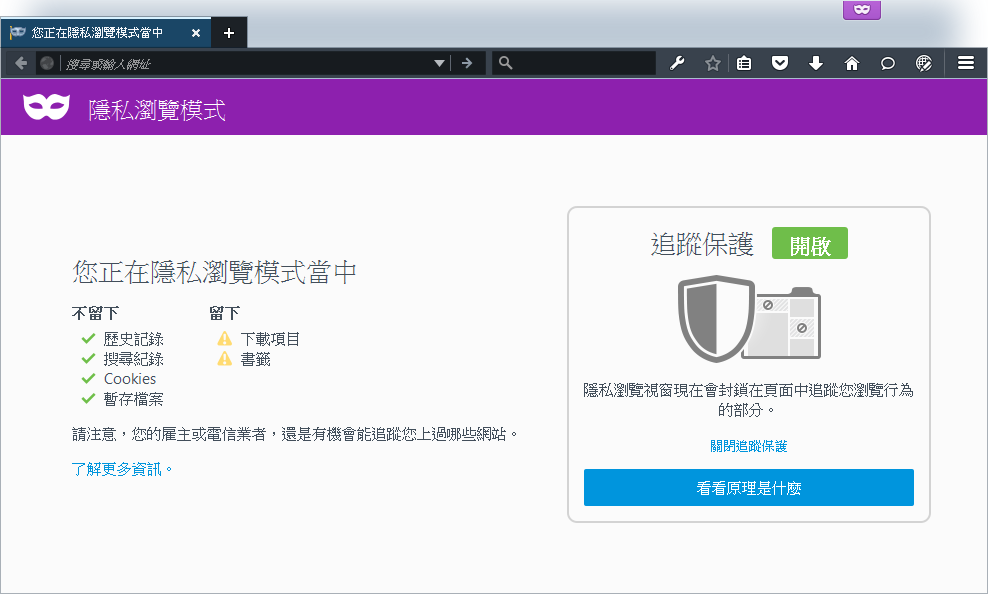 您正在隱私瀏覽模式當中
搜尋或輸入網址
隱私瀏覽模式
您正在隱私瀏覽模式當中
不留下
歷史記錄
搜尋紀錄
Cookies
暫存檔案
留下
下載項目
書籤
請注意，您的雇主或電信業者，還是有機會能追蹤您上過哪些網站。
了解更多資訊。
追蹤保護 開啟
隱私瀏覽視窗現在會封鎖在頁面中追蹤您瀏覽行為
的部分。
關閉追蹤保護
看看原理是什麼